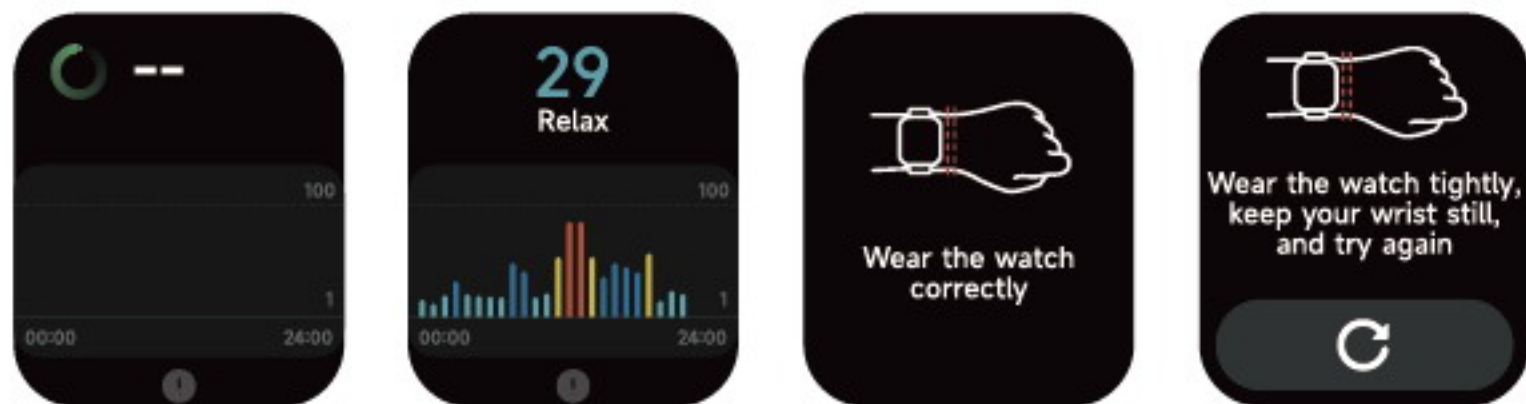 --
100
1
00:00 24:00
29
Relax
100
1
00:00 24:00
Wear the watch
correctly
Wear the watch tightly,
keep your wrist still,
and try again